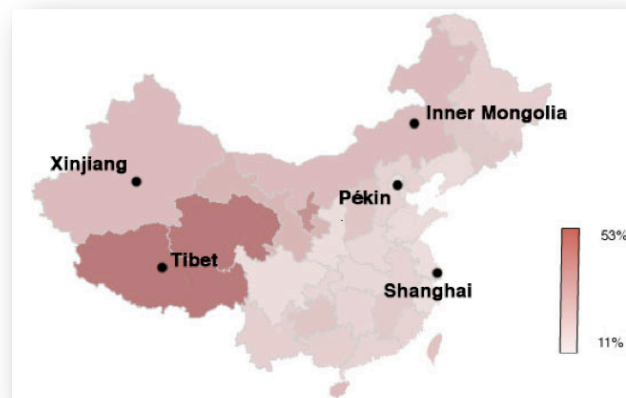 Inner Mongolia
Xinjiang
Pékin
53%
Tibet
Shanghai
11%